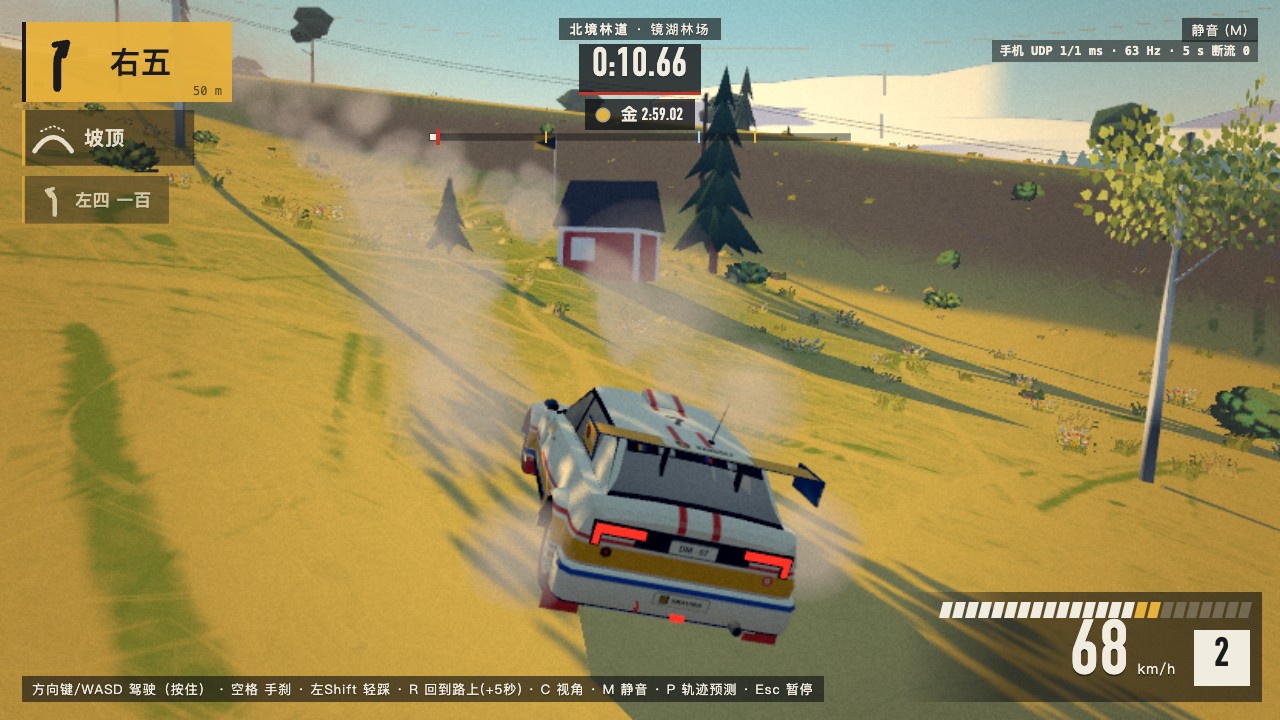 右五
50 m
坡顶
左四 一百
北境林道 · 镜湖林场
0:10.66
金 2:59.02
静音 (M)
手机 UDP 1/1 ms · 63 Hz · 5 s 断流 0
DM 57
68 km/h
2
方向键/WASD 驾驶（按住） · 空格 手刹 · 左Shift 轻踩 · R 回到路上(+5秒) · C 视角 · M 静音 · P 轨迹预测 · Esc 暂停